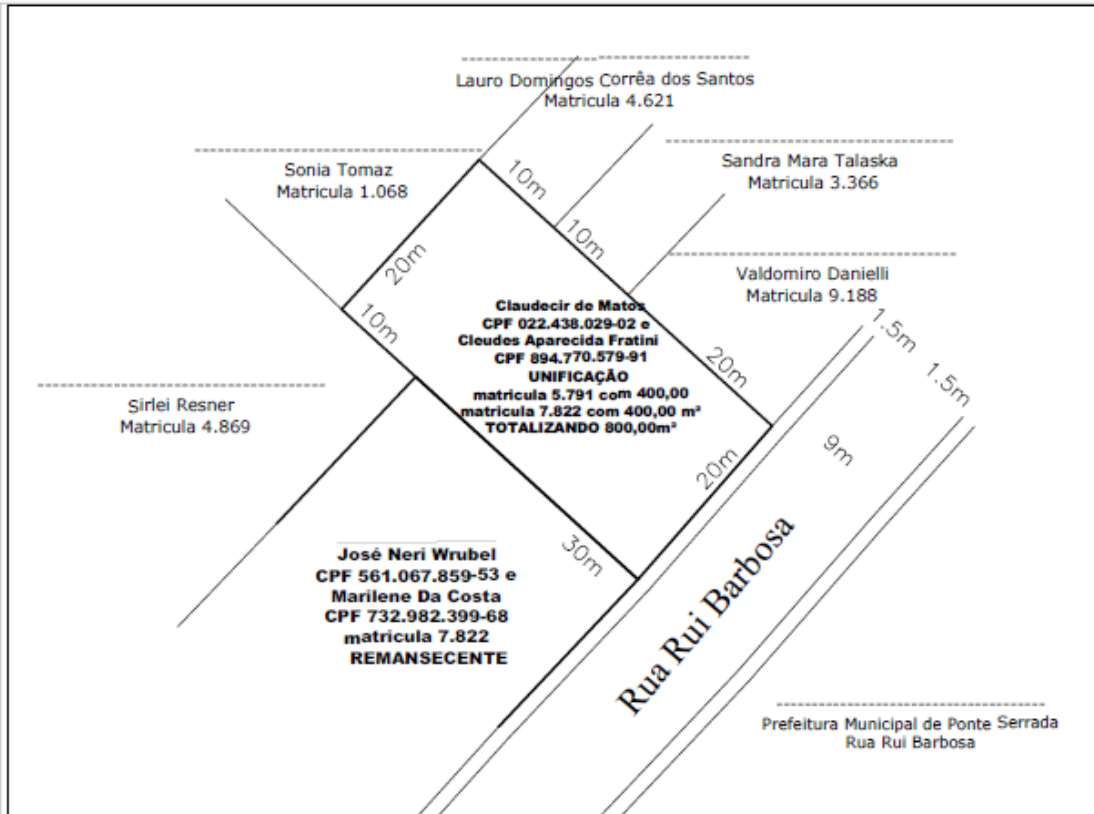 Lauro Domingos Corrêa dos Santos
Matricula 4.621
Sonia Tomaz
Matricula 1.068
Sandra Mara Talaska
Matricula 3.366
10m
10m
20m
Valdomiro Danielli
Matricula 9.188
10m
Claudecir de Matos
CPF 022.438.029-02 e
Cleudes Aparecida Fratini
CPF 894.770.579-91
UNIFICAÇÃO
matricula 5.791 com 400,00
matricula 7.822 com 400,00 m²
TOTALIZANDO 800,00m²
20m
1.5m
1.5m
9m
Sirlei Resner
Matricula 4.869
20m
30m
José Neri Wrubel
CPF 561.067.859-53 e
Marilene Da Costa
CPF 732.982.399-68
matricula 7.822
REMANSECENTE
Rua Rui Barbosa
Prefeitura Municipal de Ponte Serrada
Rua Rui Barbosa